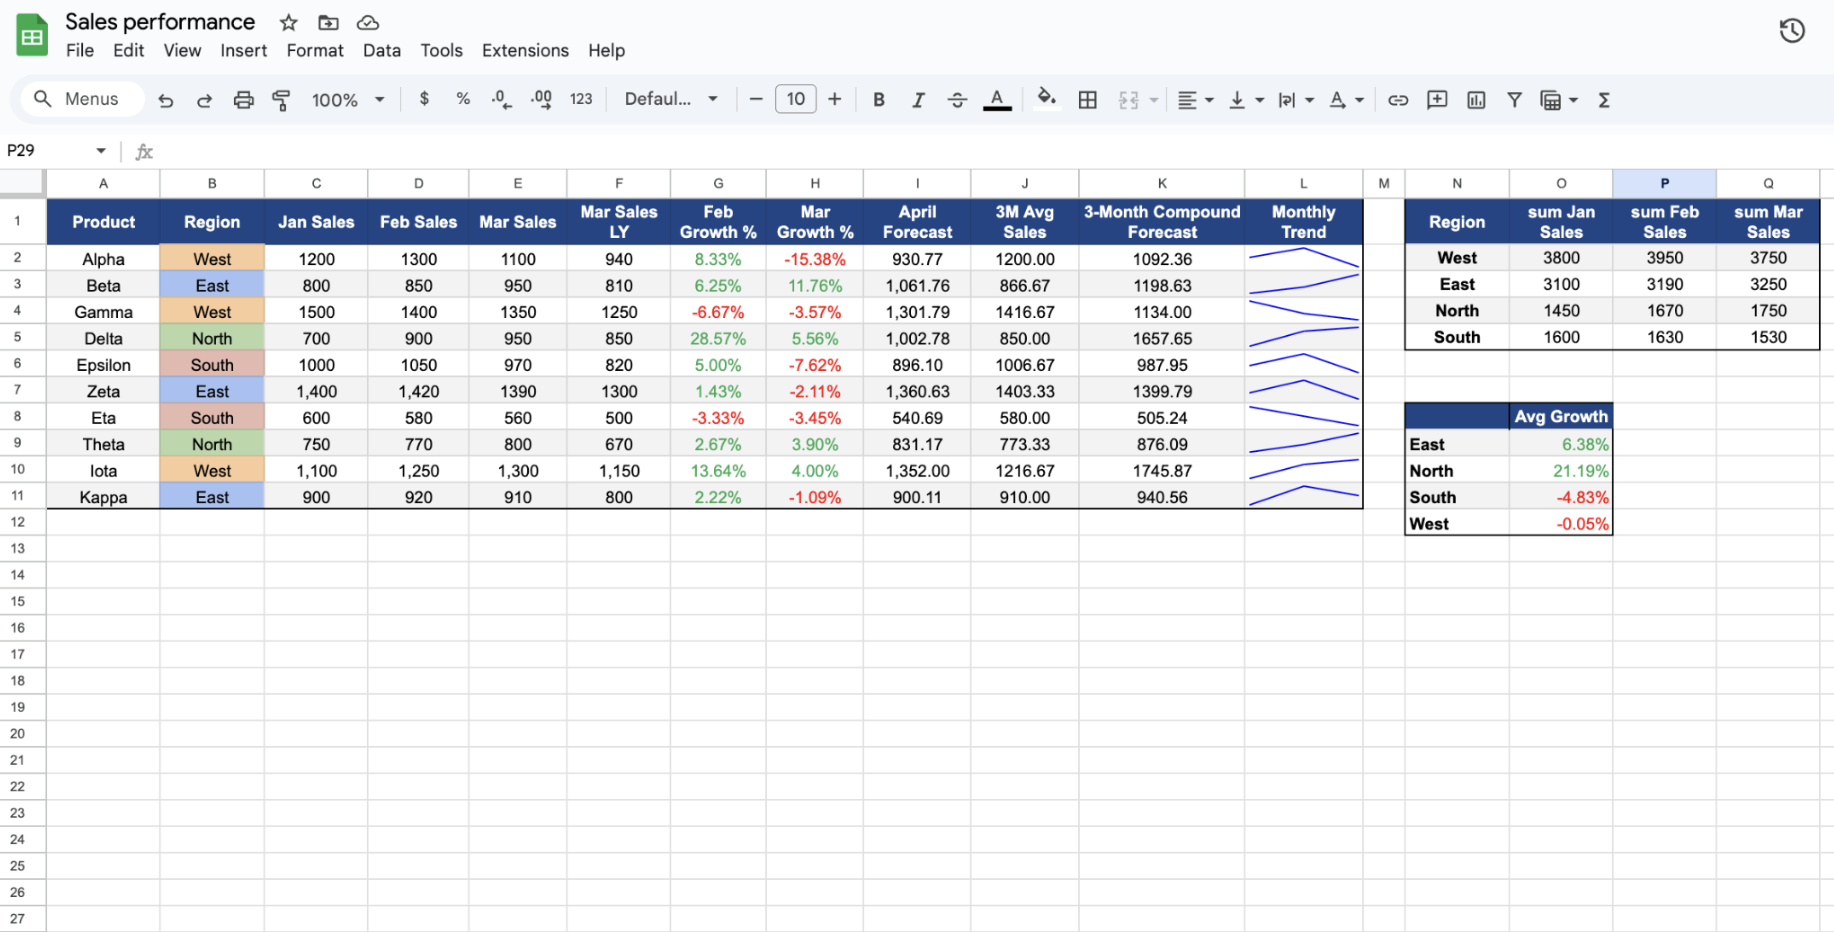 Sales performance
File Edit View Insert Format Data Tools Extensions Help
Menus 100% $ % .0 .00 123 Defaul... − 10 + B I S A A Σ
P29 fx
A B C D E F G H I J K L M N O P Q
1 Product Region Jan Sales Feb Sales Mar Sales Mar Sales LY Feb Growth % Mar Growth % April Forecast 3M Avg Sales 3-Month Compound Forecast Monthly Trend Region sum Jan Sales sum Feb Sales sum Mar Sales
2 Alpha West 1200 1300 1100 940 8.33% -15.38% 930.77 1200.00 1092.36 West 3800 3950 3750
3 Beta East 800 850 950 810 6.25% 11.76% 1,061.76 866.67 1198.63 East 3100 3190 3250
4 Gamma West 1500 1400 1350 1250 -6.67% -3.57% 1,301.79 1416.67 1134.00 North 1450 1670 1750
5 Delta North 700 900 950 850 28.57% 5.56% 1,002.78 850.00 1657.65 South 1600 1630 1530
6 Epsilon South 1000 1050 970 820 5.00% -7.62% 896.10 1006.67 987.95
7 Zeta East 1,400 1,420 1390 1300 1.43% -2.11% 1,360.63 1403.33 1399.79
8 Eta South 600 580 560 500 -3.33% -3.45% 540.69 580.00 505.24 Avg Growth
9 Theta North 750 770 800 670 2.67% 3.90% 831.17 773.33 876.09 East 6.38%
10 Iota West 1,100 1,250 1,300 1,150 13.64% 4.00% 1,352.00 1216.67 1745.87 North 21.19%
11 Kappa East 900 920 910 800 2.22% -1.09% 900.11 910.00 940.56 South -4.83%
12 West -0.05%
13
14
15
16
17
18
19
20
21
22
23
24
25
26
27